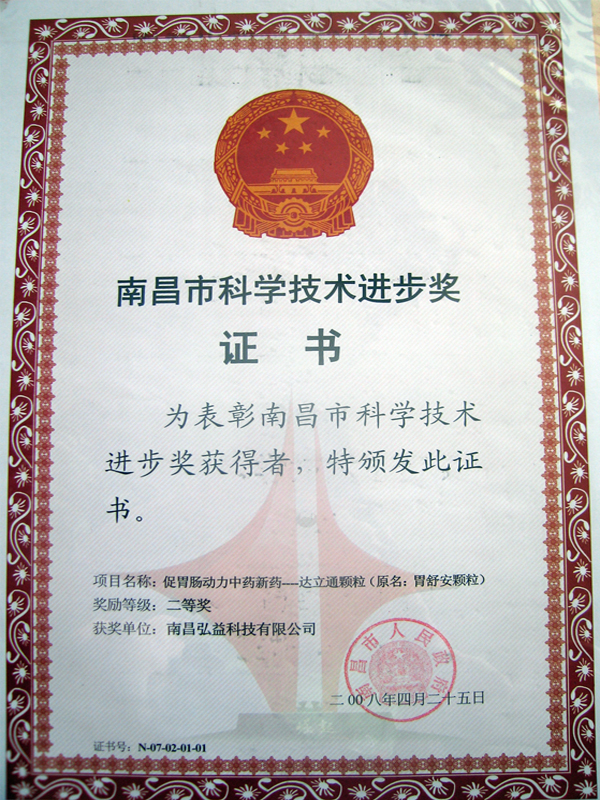 南昌市科学技术进步奖
证 书
为表彰南昌市科学技术
进步奖获得者，特颁发此证
书。
项目名称：促胃肠动力中药新药----达立通颗粒（原名：胃舒安颗粒）
奖励等级：二等奖
获奖单位：南昌弘益科技有限公司
南昌市人民政府
二00八年四月二十五日
证书号：N-07-02-01-01